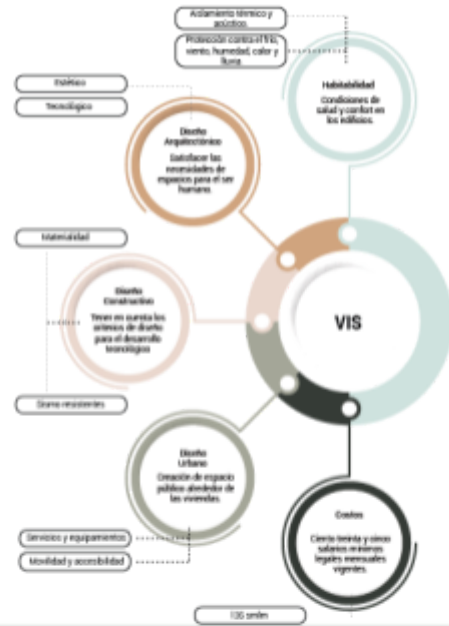 Aislamiento térmico y
acústico.
Protección contra el frío,
viento, humedad, calor y
lluvia
Habitabilidad
Condiciones de
salud y confort en
los edificios.
Estético
Tecnológico
Diseño
Arquitectónico
Satisfacer las
necesidades de
espacios para el ser
humano.
Materialidad
Diseño
Constructivo
Tener en cuenta los
criterios de diseño
para el desarrollo
tecnológico
Sismo resistentes
VIS
Diseño
Urbano
Creación de espacio
público alrededor de
las viviendas.
Servicios y equipamientos
Movilidad y accesibilidad
Costos
Ciento treinta y cinco
salarios mínimos
legales mensuales
vigentes.
135 smlm